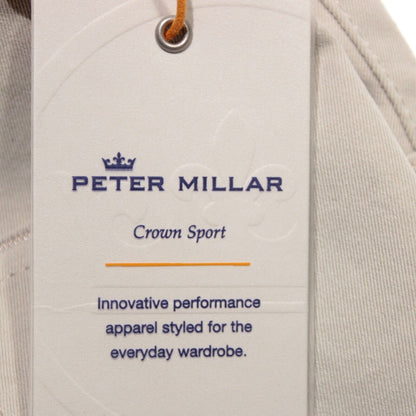 PETER MILLAR
Crown Sport
Innovative performance
apparel styled for the
everyday wardrobe.